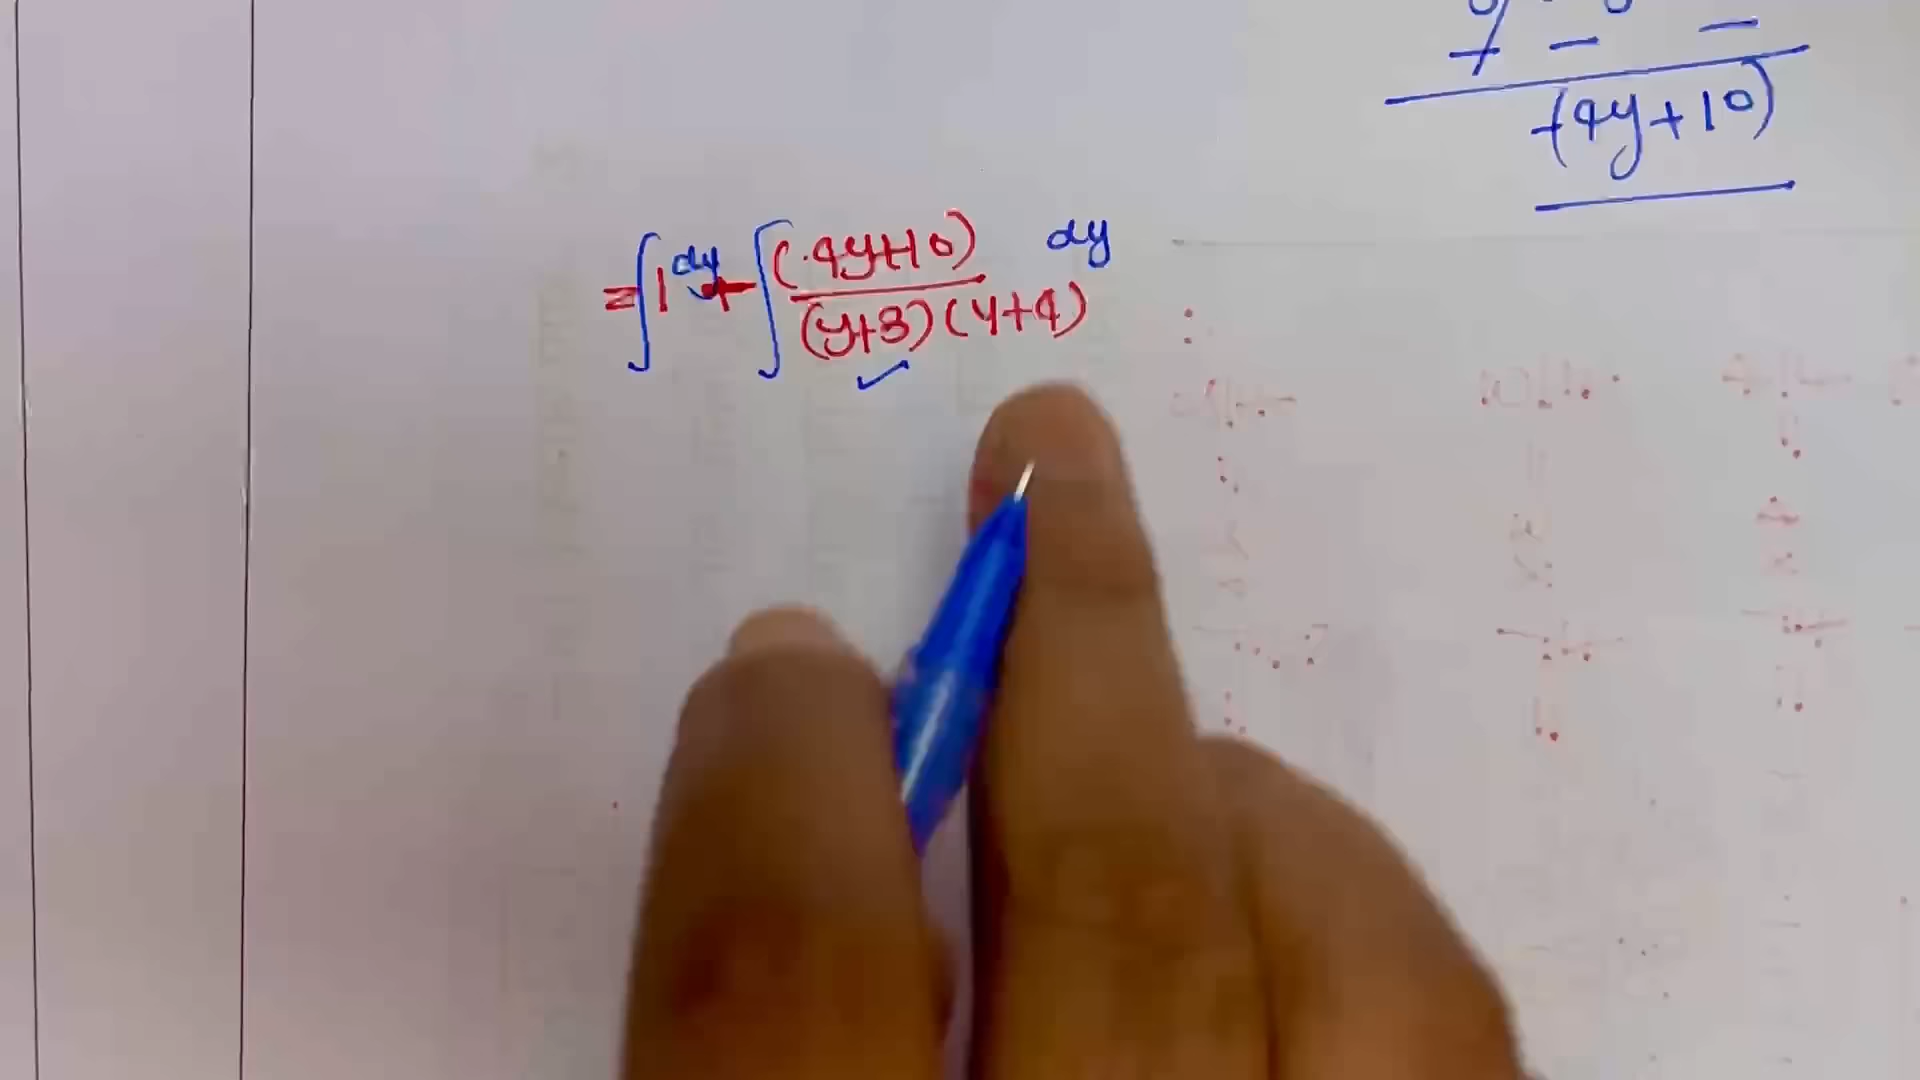 -(4y+10)
= ∫ 1 dy - ∫ (4y+10) / (y+3)(y+4) dy